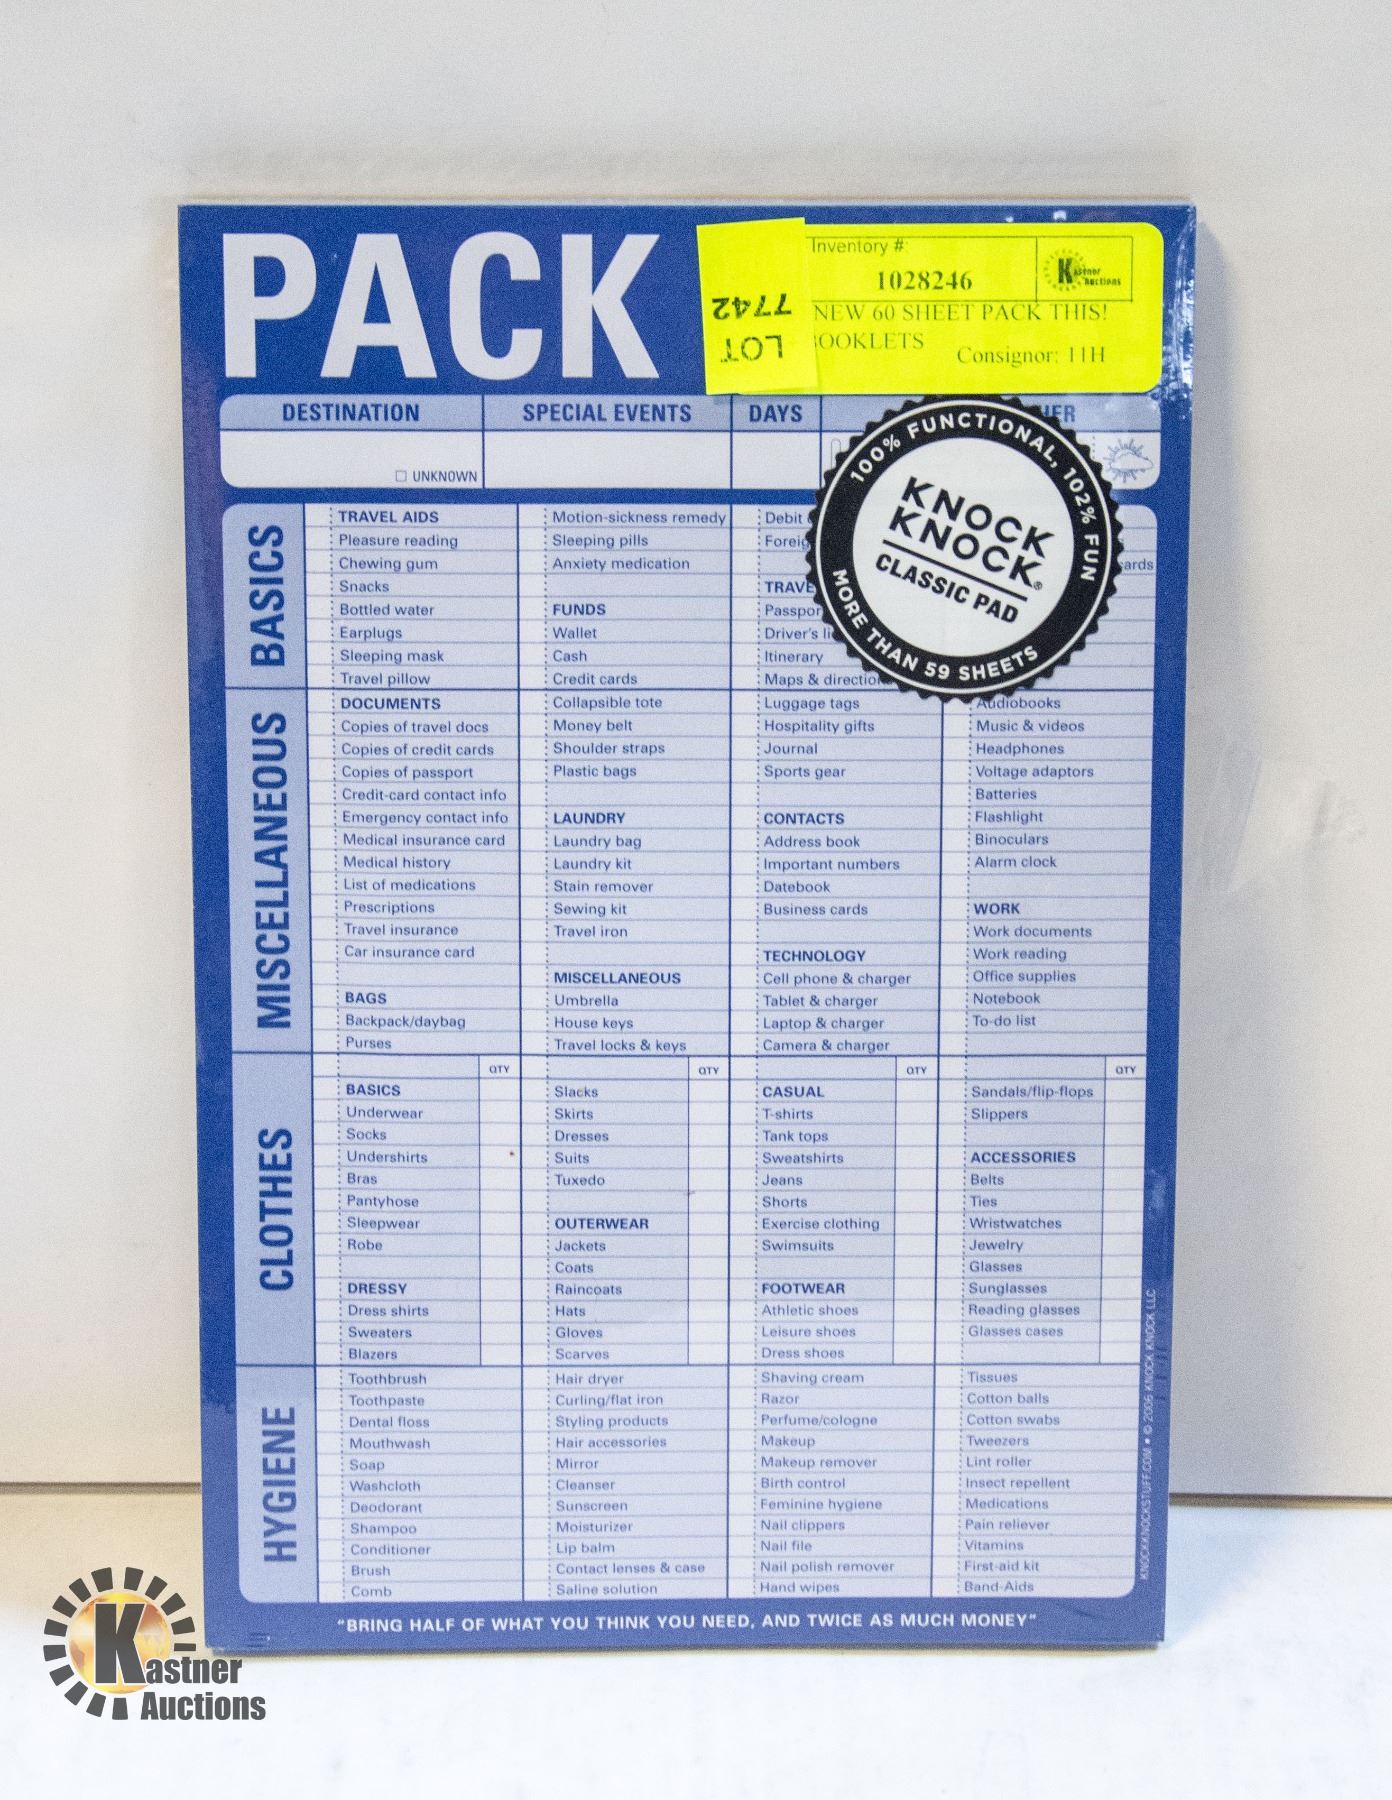 PACK
Inventory #:
1028246
Kastner
Auctions
NEW 60 SHEET PACK THIS!
BOOKLETS
Consignor: 11H
LOT
7742
DESTINATION
SPECIAL EVENTS
DAYS
UNKNOWN
100% FUNCTIONAL, 102% FUN
KNOCK
KNOCK®
CLASSIC PAD
MORE THAN 59 SHEETS
BASICS
TRAVEL AIDS
Pleasure reading
Chewing gum
Snacks
Bottled water
Earplugs
Sleeping mask
Travel pillow
Motion-sickness remedy
Sleeping pills
Anxiety medication
FUNDS
Wallet
Cash
Credit cards
Debit
Itinerary
Maps &
MISCELLANEOUS
DOCUMENTS
Copies of travel docs
Copies of credit cards
Copies of passport
Credit-card contact info
Emergency contact info
Medical insurance card
Medical history
List of medications
Prescriptions
Travel insurance
Car insurance card
BAGS
Backpack/daybag
Purses
Collapsible tote
Money belt
Shoulder straps
Plastic bags
LAUNDRY
Laundry bag
Laundry kit
Stain remover
Sewing kit
Travel iron
MISCELLANEOUS
Umbrella
House keys
Travel locks & keys
Luggage tags
Hospitality gifts
Journal
Sports gear
CONTACTS
Address book
Important numbers
Datebook
Business cards
TECHNOLOGY
Cell phone & charger
Tablet & charger
Laptop & charger
Camera & charger
Audiobooks
Music & videos
Headphones
Voltage adaptors
Batteries
Flashlight
Binoculars
Alarm clock
WORK
Work documents
Work reading
Office supplies
Notebook
To-do list
CLOTHES
QTY
BASICS
Underwear
Socks
Undershirts
Bras
Pantyhose
Sleepwear
Robe
DRESSY
Dress shirts
Sweaters
Blazers
QTY
Slacks
Skirts
Dresses
Suits
Tuxedo
OUTERWEAR
Jackets
Coats
Raincoats
Hats
Gloves
Scarves
QTY
CASUAL
T-shirts
Tank tops
Sweatshirts
Jeans
Shorts
Exercise clothing
Swimsuits
FOOTWEAR
Athletic shoes
Leisure shoes
Dress shoes
QTY
Sandals/flip-flops
Slippers
ACCESSORIES
Belts
Ties
Wristwatches
Jewelry
Glasses
Sunglasses
Reading glasses
Glasses cases
HYGIENE
Toothbrush
Toothpaste
Dental floss
Mouthwash
Soap
Washcloth
Deodorant
Shampoo
Conditioner
Brush
Comb
Hair dryer
Curling/flat iron
Styling products
Hair accessories
Mirror
Cleanser
Sunscreen
Moisturizer
Lip balm
Contact lenses & case
Saline solution
Shaving cream
Razor
Perfume/cologne
Makeup
Makeup remover
Birth control
Feminine hygiene
Nail clippers
Nail file
Nail polish remover
Hand wipes
Tissues
Cotton balls
Cotton swabs
Tweezers
Lint roller
Insect repellent
Medications
Pain reliever
Vitamins
First-aid kit
Band-Aids
KNOCKKNOCKSTUFF.COM • © 2006 KNOCK KNOCK LLC
"BRING HALF OF WHAT YOU THINK YOU NEED, AND TWICE AS MUCH MONEY"
Kastner
Auctions